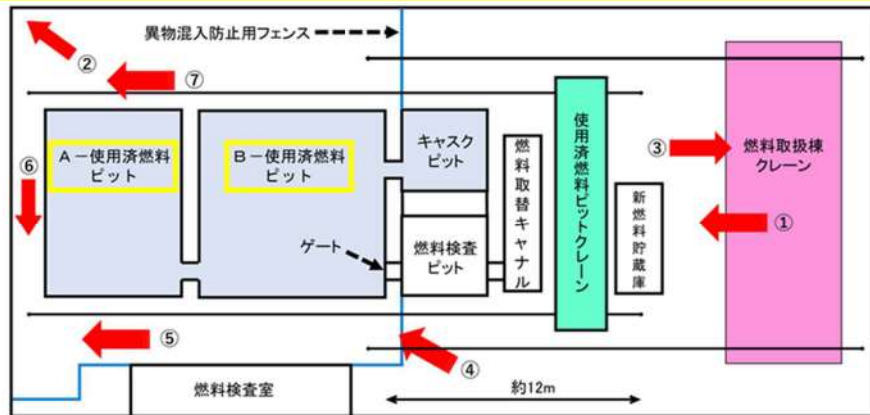 異物混入防止用フェンス
②
⑦
⑥
A－使用済燃料
ピット
B－使用済燃料
ピット
キャスク
ピット
燃料取替キャナル
使用済燃料ピットクレーン
③
燃料取扱棟
クレーン
①
新燃料貯蔵庫
ゲート
燃料検査
ピット
⑤
④
燃料検査室
約12m